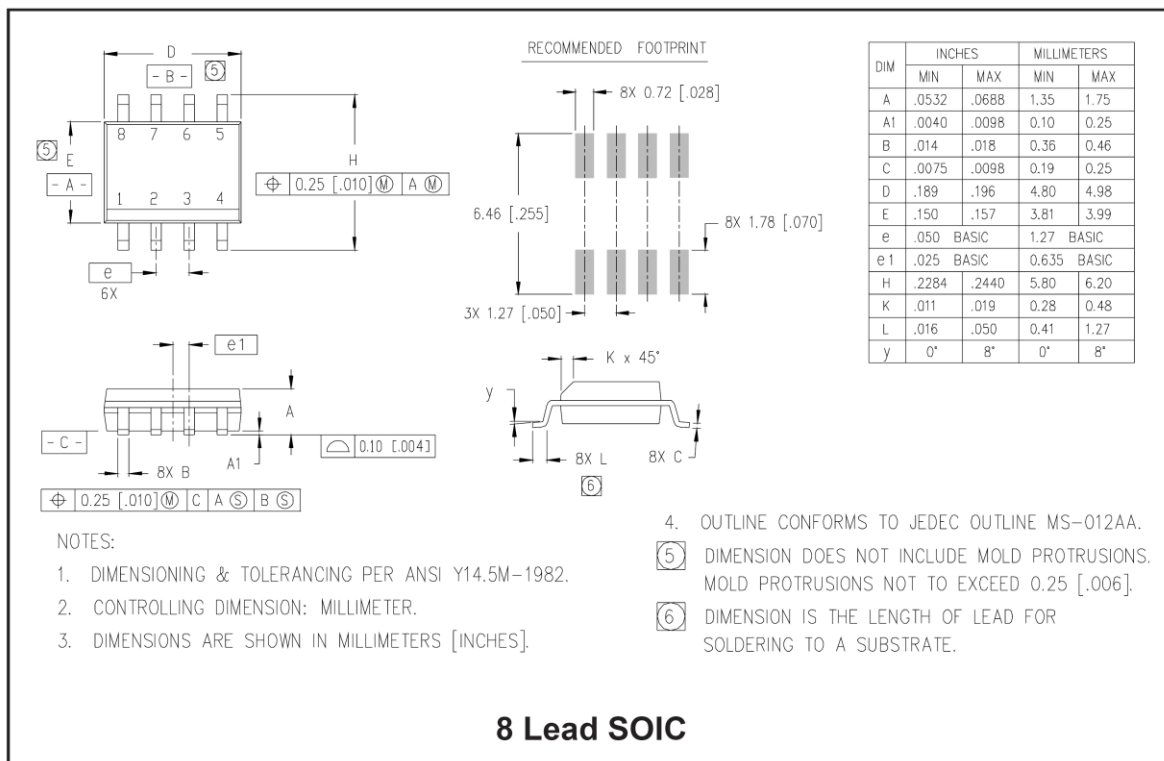 D
- B -
5
8 7 6 5
5
E
- A -
H
0.25 [.010] Ⓜ A Ⓜ
1 2 3 4
e
6X
RECOMMENDED FOOTPRINT
8X 0.72 [.028]
6.46 [.255]
8X 1.78 [.070]
3X 1.27 [.050]
DIM INCHES MILLIMETERS
MIN MAX MIN MAX
A .0532 .0688 1.35 1.75
A1 .0040 .0098 0.10 0.25
B .014 .018 0.36 0.46
C .0075 .0098 0.19 0.25
D .189 .196 4.80 4.98
E .150 .157 3.81 3.99
e .050 BASIC 1.27 BASIC
e1 .025 BASIC 0.635 BASIC
H .2284 .2440 5.80 6.20
K .011 .019 0.28 0.48
L .016 .050 0.41 1.27
y 0° 8° 0° 8°
e1
A
- C -
8X B
A1
0.10 [.004]
0.25 [.010] Ⓜ C A Ⓢ B Ⓢ
K x 45°
y
8X L
8X C
6
NOTES:
1. DIMENSIONING & TOLERANCING PER ANSI Y14.5M-1982.
2. CONTROLLING DIMENSION: MILLIMETER.
3. DIMENSIONS ARE SHOWN IN MILLIMETERS [INCHES].
4. OUTLINE CONFORMS TO JEDEC OUTLINE MS-012AA.
5 DIMENSION DOES NOT INCLUDE MOLD PROTRUSIONS.
MOLD PROTRUSIONS NOT TO EXCEED 0.25 [.006].
6 DIMENSION IS THE LENGTH OF LEAD FOR
SOLDERING TO A SUBSTRATE.
8 Lead SOIC